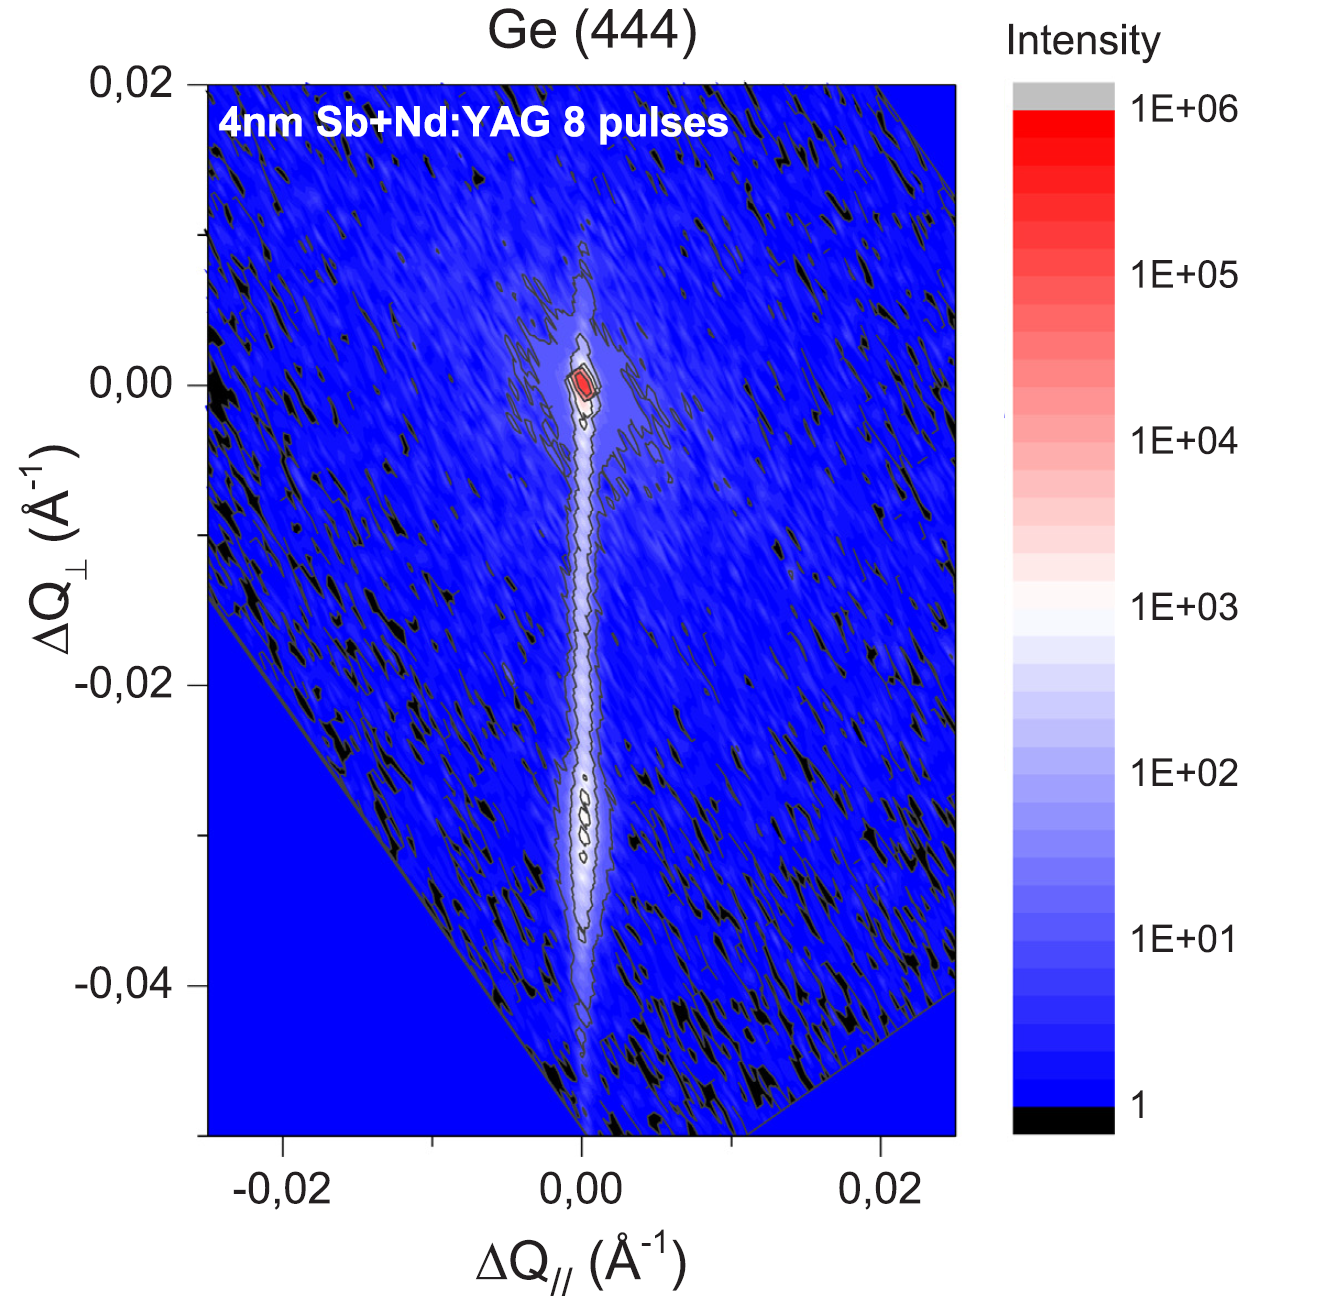 Ge (444)
Intensity
4nm Sb+Nd:YAG 8 pulses
0,02
0,00
-0,02
-0,04
ΔQ⊥ (Å⁻¹)
-0,02 0,00 0,02
ΔQ// (Å⁻¹)
1E+06
1E+05
1E+04
1E+03
1E+02
1E+01
1